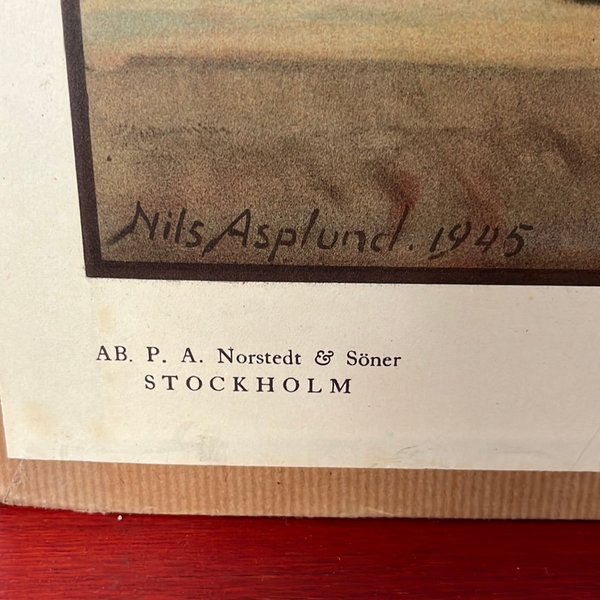 Nils Asplund. 1945
AB. P. A. Norstedt & Söner
STOCKHOLM